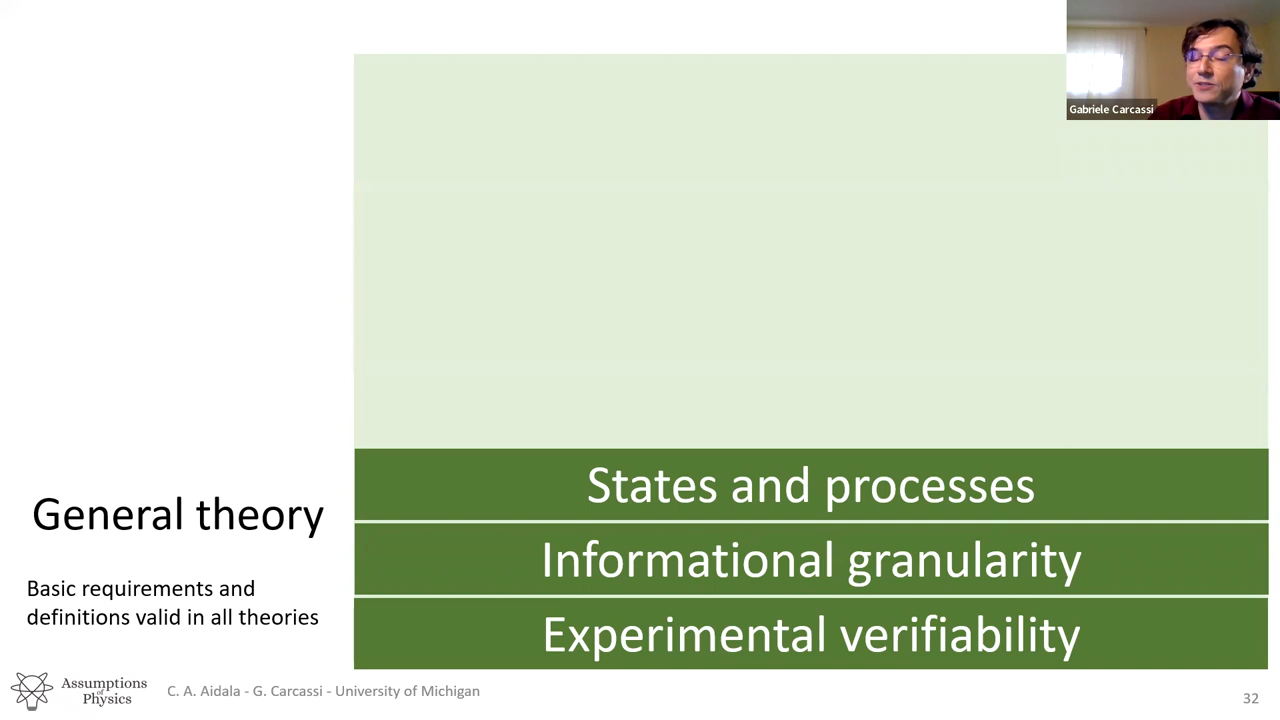 Gabriele Carcassi
States and processes
General theory
Informational granularity
Basic requirements and
definitions valid in all theories
Experimental verifiability
Assumptions
of
Physics
C. A. Aidala - G. Carcassi - University of Michigan
32